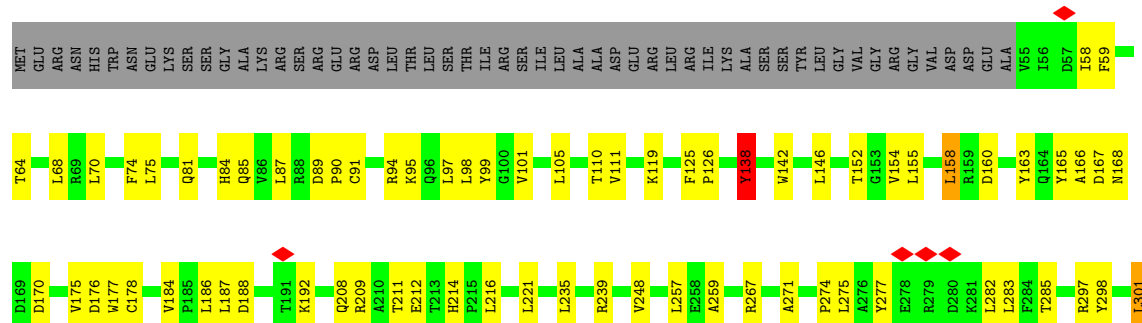 MET GLU ARG ASN HIS TRP ASN GLU LYS SER SER GLY ALA LYS ARG SER ARG GLU ARG ASP LEU THR LEU SER THR ILE ARG SER ILE LEU ALA ALA ASP GLU ARG LEU ARG ILE LYS ALA SER SER TYR LEU GLY VAL GLY ARG GLY VAL ASP ASP GLU ALA V55 I56 D57 I58 F59
T64 L68 R69 L70 F74 L75 Q81 H84 Q85 V86 L87 R88 D89 P90 C91 R94 K95 Q96 L97 L98 Y99 G100 V101 L105 T110 V111 K119 F125 P126 Y138 W142 L146 T152 G153 V154 L155 L158 R159 D160 Y163 Q164 Y165 A166 D167 N168
D169 D170 V175 D176 W177 C178 V184 P185 L186 L187 D188 T191 K192 Q208 R209 A210 T211 E212 T213 H214 P215 L216 L221 L235 R239 V248 L257 E258 A259 R267 A271 P274 L275 A276 Y277 E278 R279 D280 K281 L282 L283 F284 T285 R297 Y298 L301